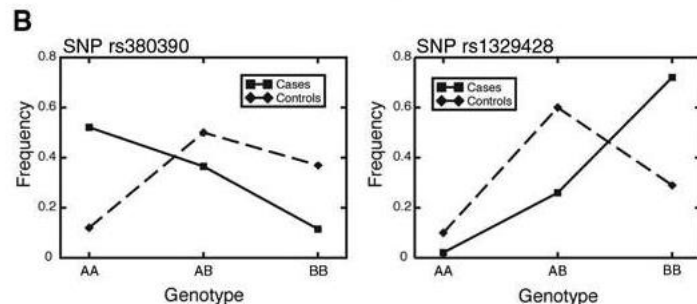 B
SNP rs380390
0.8
0.6
0.4
0.2
0
Frequency
Cases
Controls
AA AB BB
Genotype
SNP rs1329428
0.8
0.6
0.4
0.2
0
Frequency
Cases
Controls
AA AB BB
Genotype